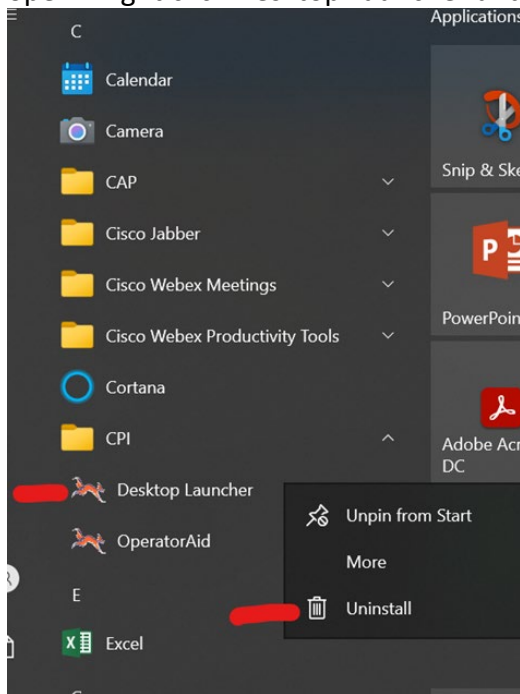 C
Applications
Calendar
Camera
Snip & Ske
CAP
Cisco Jabber
Cisco Webex Meetings
PowerPoin
Cisco Webex Productivity Tools
Cortana
CPI
Adobe Acr
DC
Desktop Launcher
Unpin from Start
OperatorAid
More
E
Uninstall
Excel